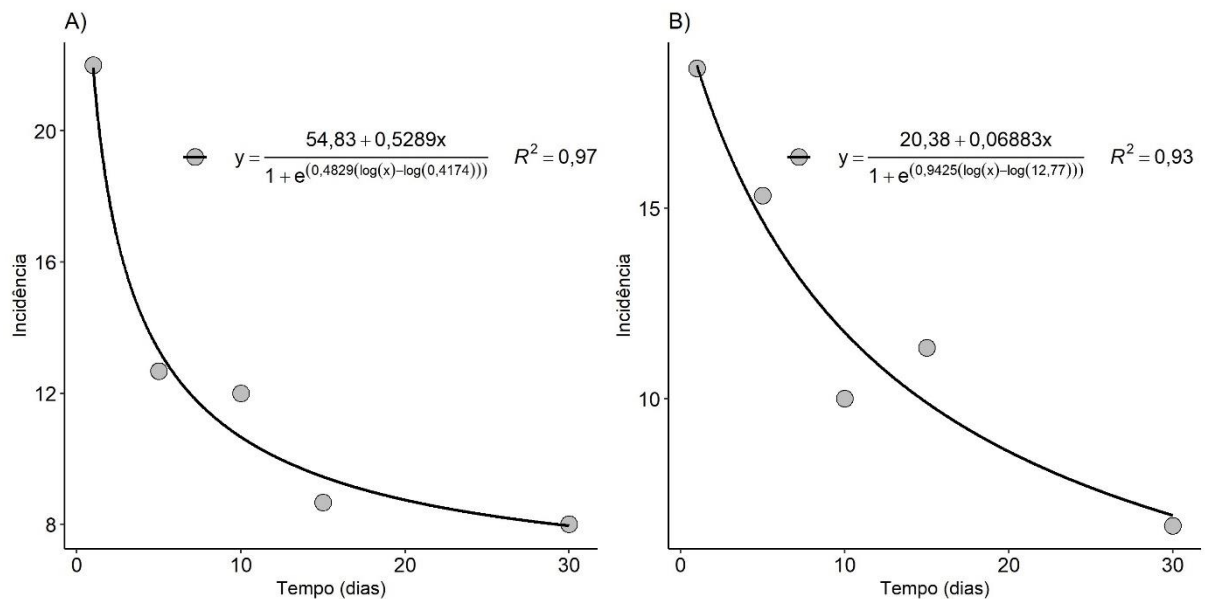 A)
20
16
12
8
Incidência
y = (54,83 + 0,5289x) / (1 + e^(0,4829(log(x)−log(0,4174)))) R² = 0,97
0 10 20 30
Tempo (dias)
B)
15
10
Incidência
y = (20,38 + 0,06883x) / (1 + e^(0,9425(log(x)−log(12,77)))) R² = 0,93
0 10 20 30
Tempo (dias)